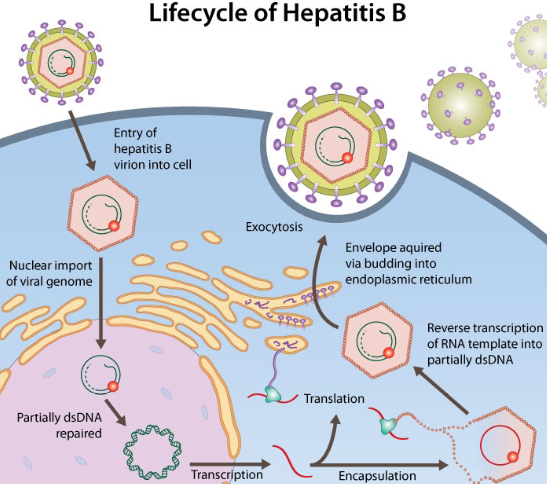 Lifecycle of Hepatitis B
Entry of
hepatitis B
virion into cell
Exocytosis
Envelope aquired
via budding into
endoplasmic reticulum
Nuclear import
of viral genome
Reverse transcription
of RNA template into
partially dsDNA
Translation
Partially dsDNA
repaired
Transcription
Encapsulation